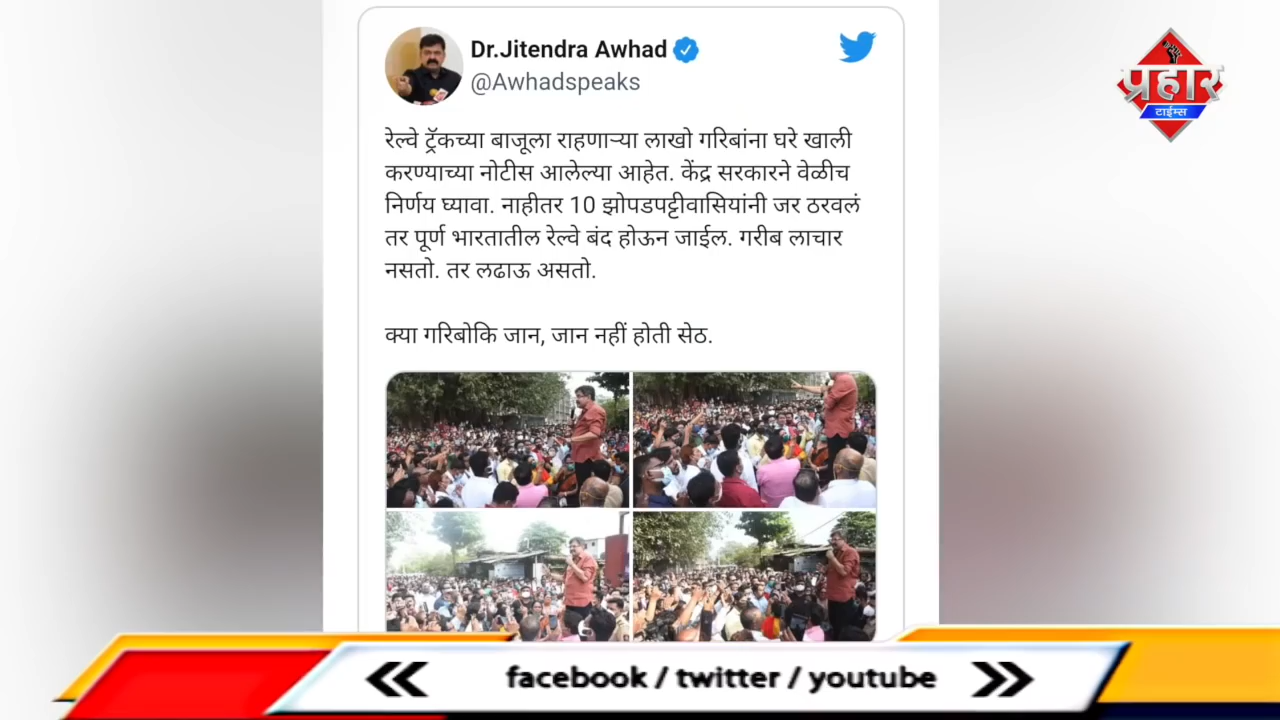 Dr.Jitendra Awhad
@Awhadspeaks
प्रहार
टाईम्स
रेल्वे ट्रॅकच्या बाजूला राहणाऱ्या लाखो गरिबांना घरे खाली
करण्याच्या नोटीस आलेल्या आहेत. केंद्र सरकारने वेळीच
निर्णय घ्यावा. नाहीतर 10 झोपडपट्टीवासियांनी जर ठरवलं
तर पूर्ण भारतातील रेल्वे बंद होऊन जाईल. गरीब लाचार
नसतो. तर लढाऊ असतो.
क्या गरिबोकि जान, जान नहीं होती सेठ.
facebook / twitter / youtube